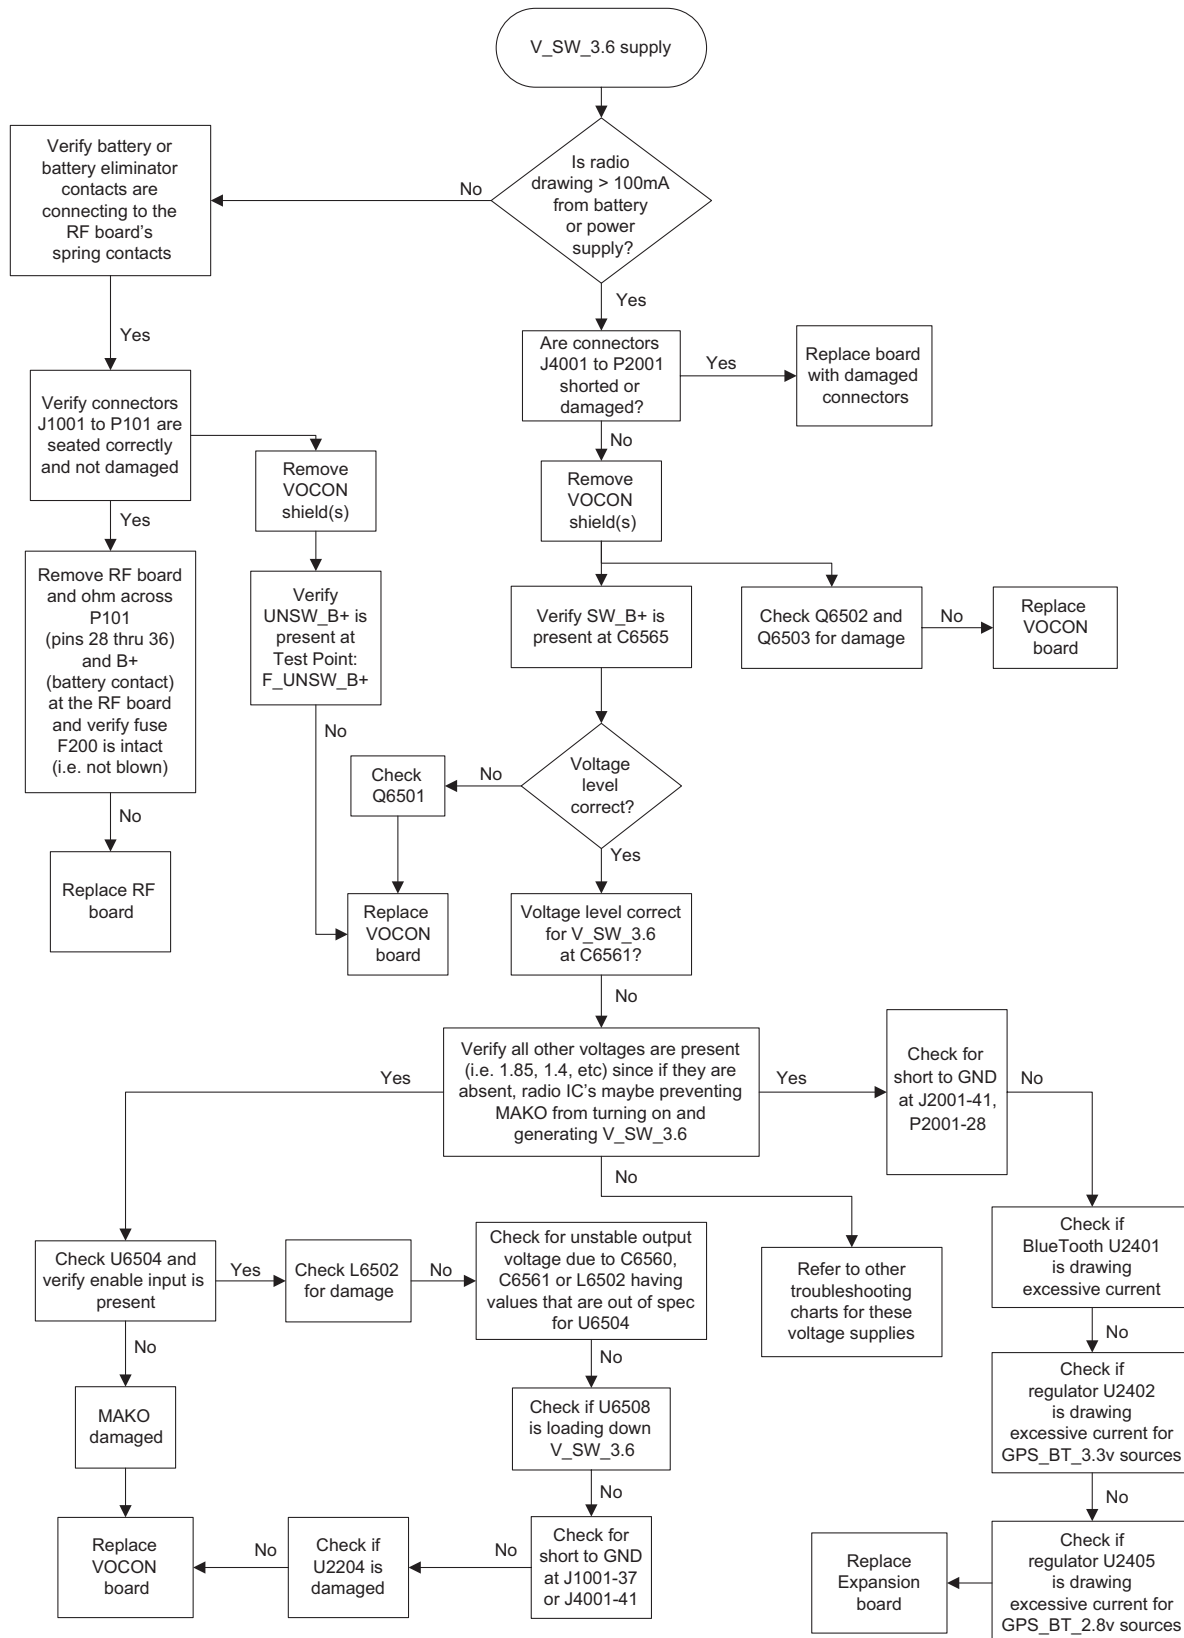 V_SW_3.6 supply
Verify battery or
battery eliminator
contacts are
connecting to the
RF board's
spring contacts
No
Is radio
drawing > 100mA
from battery
or power
supply?
Yes
Yes
Verify connectors
J1001 to P101 are
seated correctly
and not damaged
Are connectors
J4001 to P2001
shorted or
damaged?
Yes
Replace board
with damaged
connectors
No
Remove
VOCON
shield(s)
Remove
VOCON
shield(s)
Yes
Remove RF board
and ohm across
P101
(pins 28 thru 36)
and B+
(battery contact)
at the RF board
and verify fuse
F200 is intact
(i.e. not blown)
Verify
UNSW_B+ is
present at
Test Point:
F_UNSW_B+
Verify SW_B+ is
present at C6565
Check Q6502 and
Q6503 for damage
No
Replace
VOCON
board
No
Check
Q6501
No
Voltage
level
correct?
No
Replace RF
board
Yes
Replace
VOCON
board
Voltage level correct
for V_SW_3.6
at C6561?
No
Yes
Verify all other voltages are present
(i.e. 1.85, 1.4, etc) since if they are
absent, radio IC's maybe preventing
MAKO from turning on and
generating V_SW_3.6
Yes
Check for
short to GND
at J2001-41,
P2001-28
No
No
Check U6504 and
verify enable input is
present
Yes
Check L6502
for damage
No
Check for unstable output
voltage due to C6560,
C6561 or L6502 having
values that are out of spec
for U6504
Refer to other
troubleshooting
charts for these
voltage supplies
Check if
BlueTooth U2401
is drawing
excessive current
No
No
No
MAKO
damaged
Check if U6508
is loading down
V_SW_3.6
Check if
regulator U2402
is drawing
excessive current for
GPS_BT_3.3v sources
No
No
Replace
VOCON
board
No
Check if
U2204 is
damaged
No
Check for
short to GND
at J1001-37
or J4001-41
Replace
Expansion
board
Check if
regulator U2405
is drawing
excessive current for
GPS_BT_2.8v sources